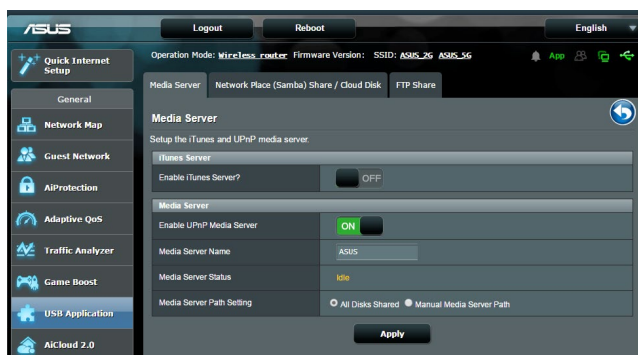 ASUS
Logout
Reboot
English
Quick Internet
Setup
Operation Mode: Wireless router Firmware Version: SSID: ASUS_2G ASUS_5G
App
General
Network Map
Guest Network
AiProtection
Adaptive QoS
Traffic Analyzer
Game Boost
USB Application
AiCloud 2.0
Media Server
Network Place (Samba) Share / Cloud Disk
FTP Share
Media Server
Setup the iTunes and UPnP media server.
iTunes Server
Enable iTunes Server?
OFF
Media Server
Enable UPnP Media Server
ON
Media Server Name
ASUS
Media Server Status
Idle
Media Server Path Setting
All Disks Shared
Manual Media Server Path
Apply